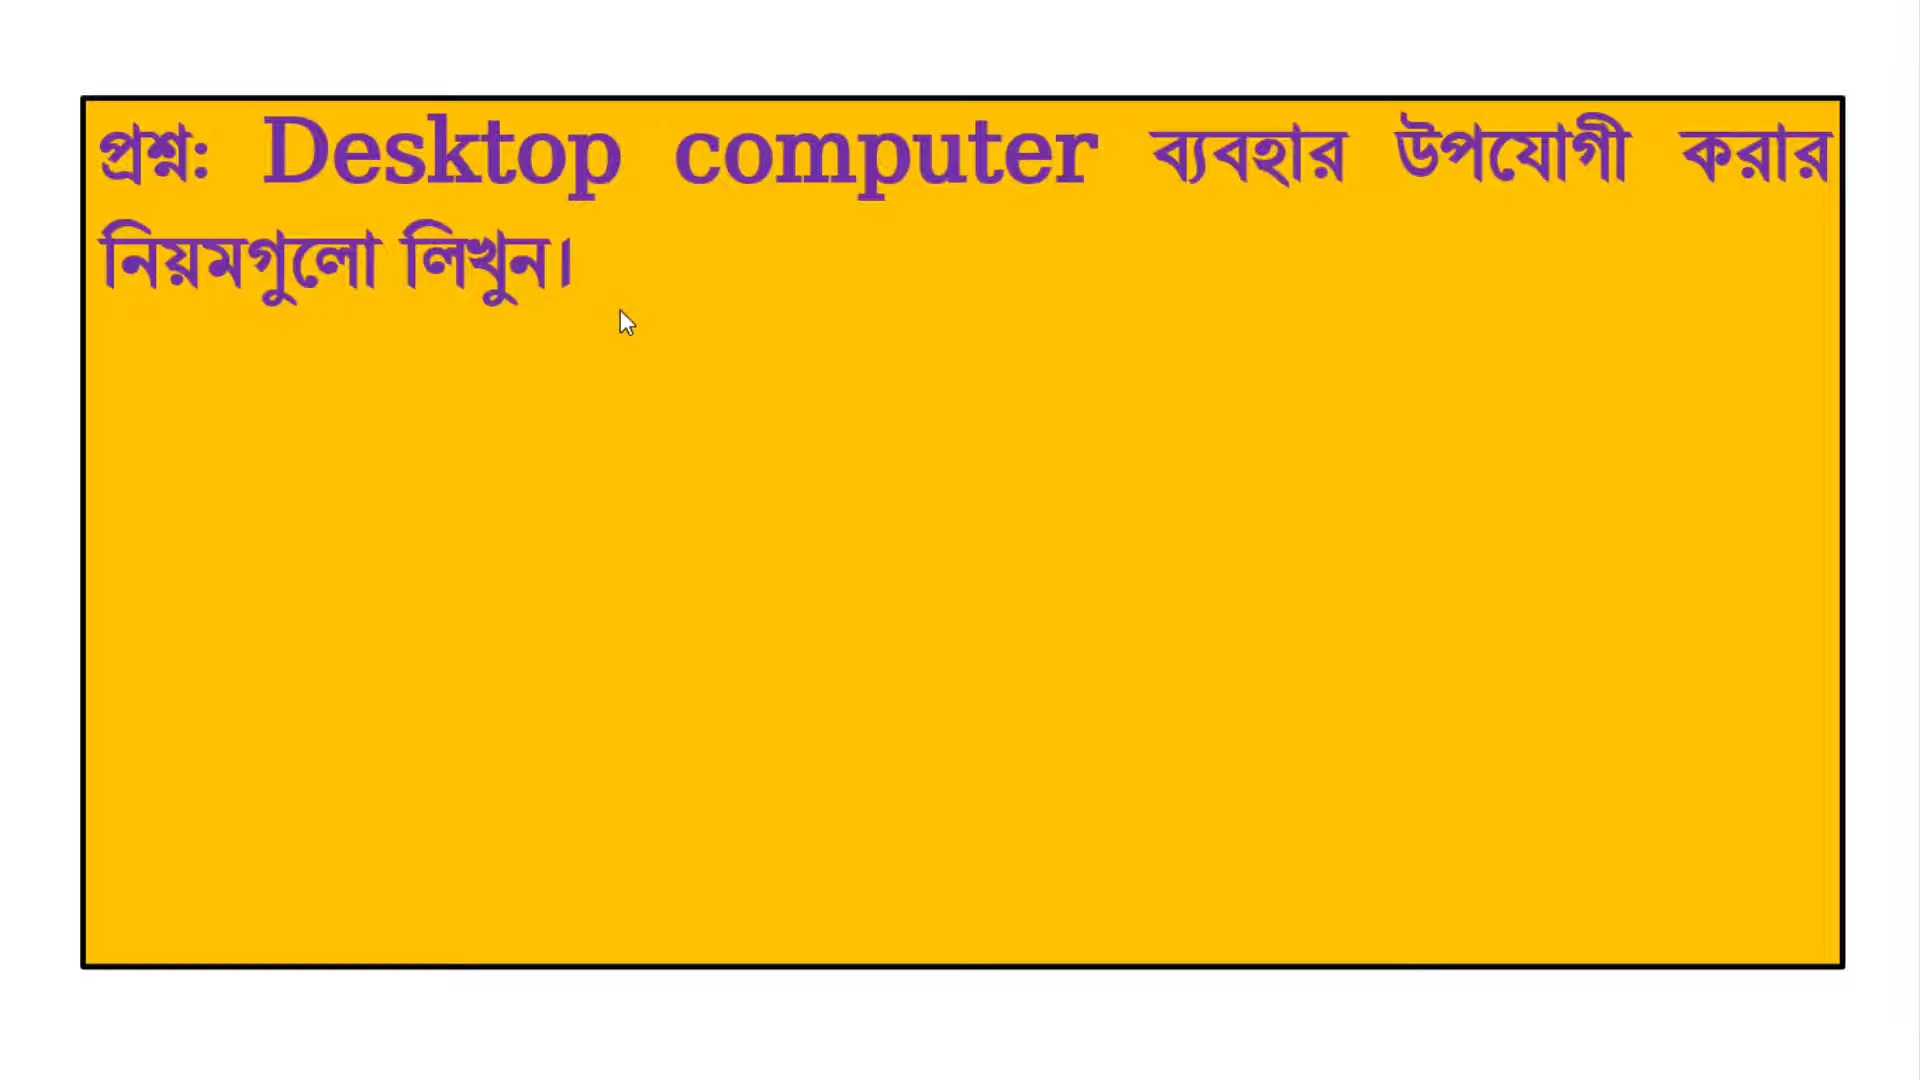 প্রশ্ন: Desktop computer ব্যবহার উপযোগী করার
নিয়মগুলো লিখুন।